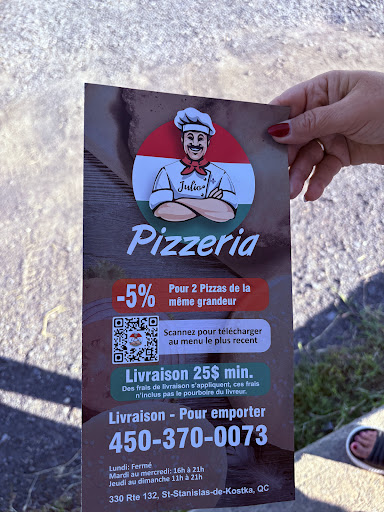 Julio
Pizzeria
-5% Pour 2 Pizzas de la
même grandeur
Scannez pour télécharger
au menu le plus recent
Livraison 25$ min.
Des frais de livraison s'appliquent, ces frais
n'inclus pas le pourboire du livreur.
Livraison - Pour emporter
450-370-0073
Lundi: Fermé
Mardi au mercredi: 16h à 21h
Jeudi au dimanche 11h à 21h
330 Rte 132, St-Stanislas-de-Kostka, QC